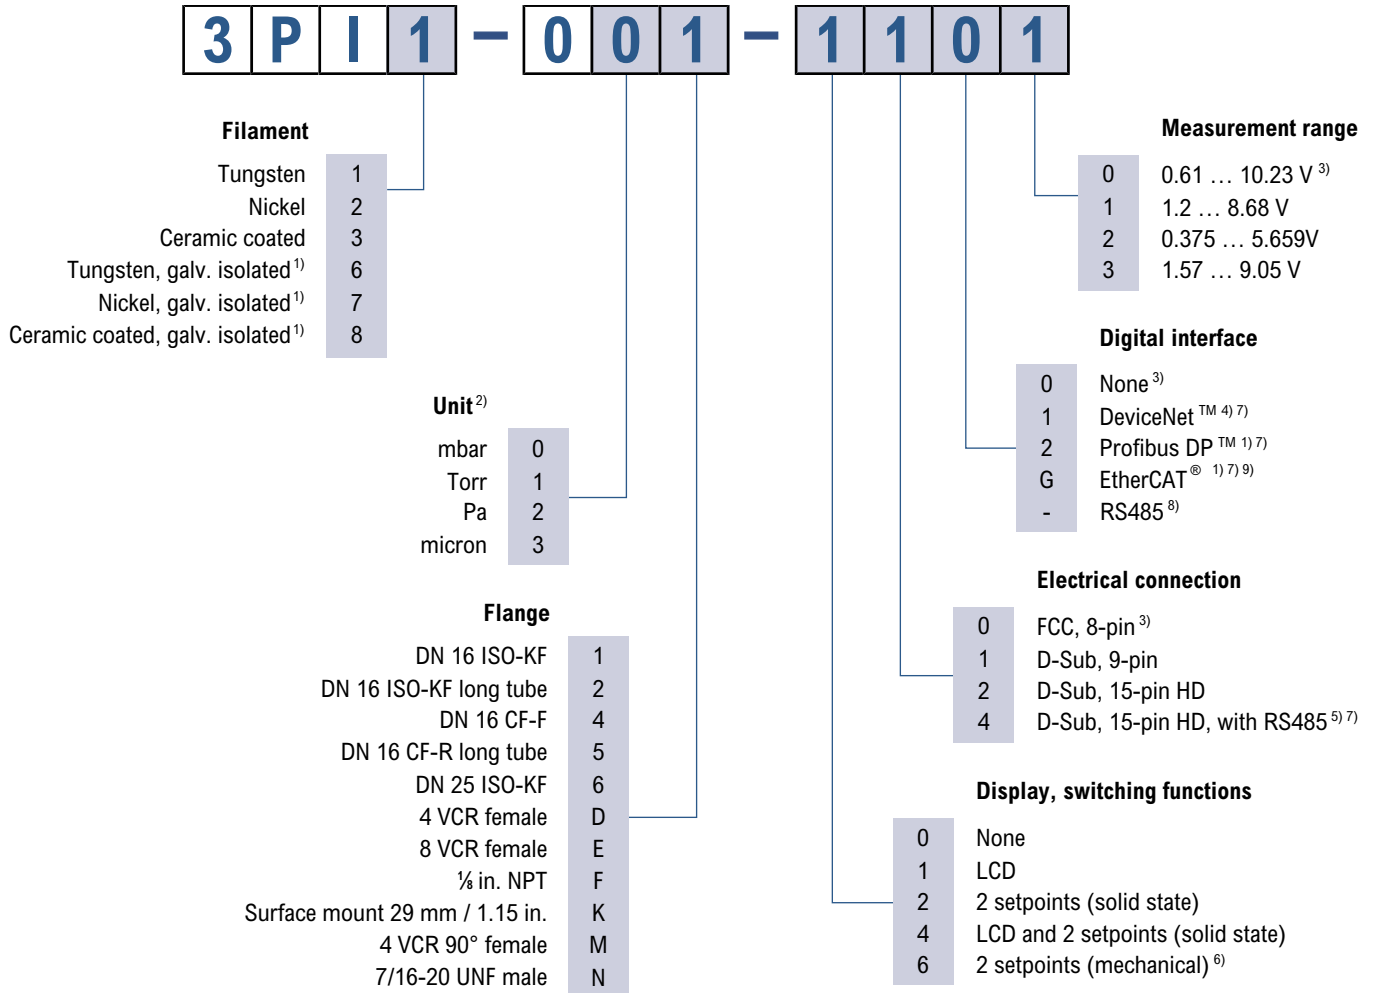 3PI1-001-1101
Filament
Tungsten 1
Nickel 2
Ceramic coated 3
Tungsten, galv. isolated 1) 6
Nickel, galv. isolated 1) 7
Ceramic coated, galv. isolated 1) 8
Unit 2)
mbar 0
Torr 1
Pa 2
micron 3
Flange
DN 16 ISO-KF 1
DN 16 ISO-KF long tube 2
DN 16 CF-F 4
DN 16 CF-R long tube 5
DN 25 ISO-KF 6
4 VCR female D
8 VCR female E
⅛ in. NPT F
Surface mount 29 mm / 1.15 in. K
4 VCR 90° female M
7/16-20 UNF male N
Measurement range
0 0.61 … 10.23 V 3)
1 1.2 … 8.68 V
2 0.375 … 5.659V
3 1.57 … 9.05 V
Digital interface
0 None 3)
1 DeviceNet TM 4) 7)
2 Profibus DP TM 1) 7)
G EtherCAT ® 1) 7) 9)
- RS485 8)
Electrical connection
0 FCC, 8-pin 3)
1 D-Sub, 9-pin
2 D-Sub, 15-pin HD
4 D-Sub, 15-pin HD, with RS485 5) 7)
Display, switching functions
0 None
1 LCD
2 2 setpoints (solid state)
4 LCD and 2 setpoints (solid state)
6 2 setpoints (mechanical) 6)